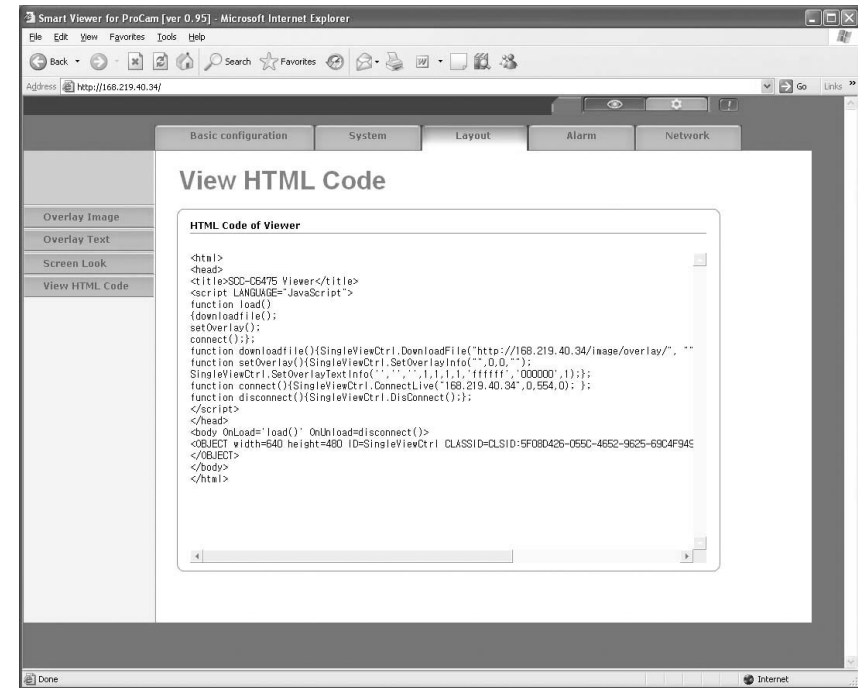 Smart Viewer for ProCam [ver 0.95] - Microsoft Internet Explorer
File Edit View Favorites Tools Help
Back Search Favorites
Address http://168.219.40.34/ Go Links »
Basic configuration System Layout Alarm Network
View HTML Code
Overlay Image
Overlay Text
Screen Look
View HTML Code
HTML Code of Viewer
<html>
<head>
<title>SCC-C6475 Viewer</title>
<script LANGUAGE="JavaScript">
function load()
{downloadfile();
setOverlay();
connect();};
function downloadfile(){SingleViewCtrl.DownloadFile("http://168.219.40.34/image/overlay/", ""
function setOverlay(){SingleViewCtrl.SetOverlayInfo("",0,0,"");
SingleViewCtrl.SetOverlayTextInfo('','','',1,1,1,1,'ffffff','000000',1);};
function connect(){SingleViewCtrl.ConnectLive("168.219.40.34",0,554,0); };
function disconnect(){SingleViewCtrl.DisConnect();};
</script>
</head>
<body OnLoad='load()' OnUnload=disconnect()>
<OBJECT width=640 height=480 ID=SingleViewCtrl CLASSID=CLSID:5F08D426-055C-4652-9625-69C4F949
</OBJECT>
</body>
</html>
Done Internet